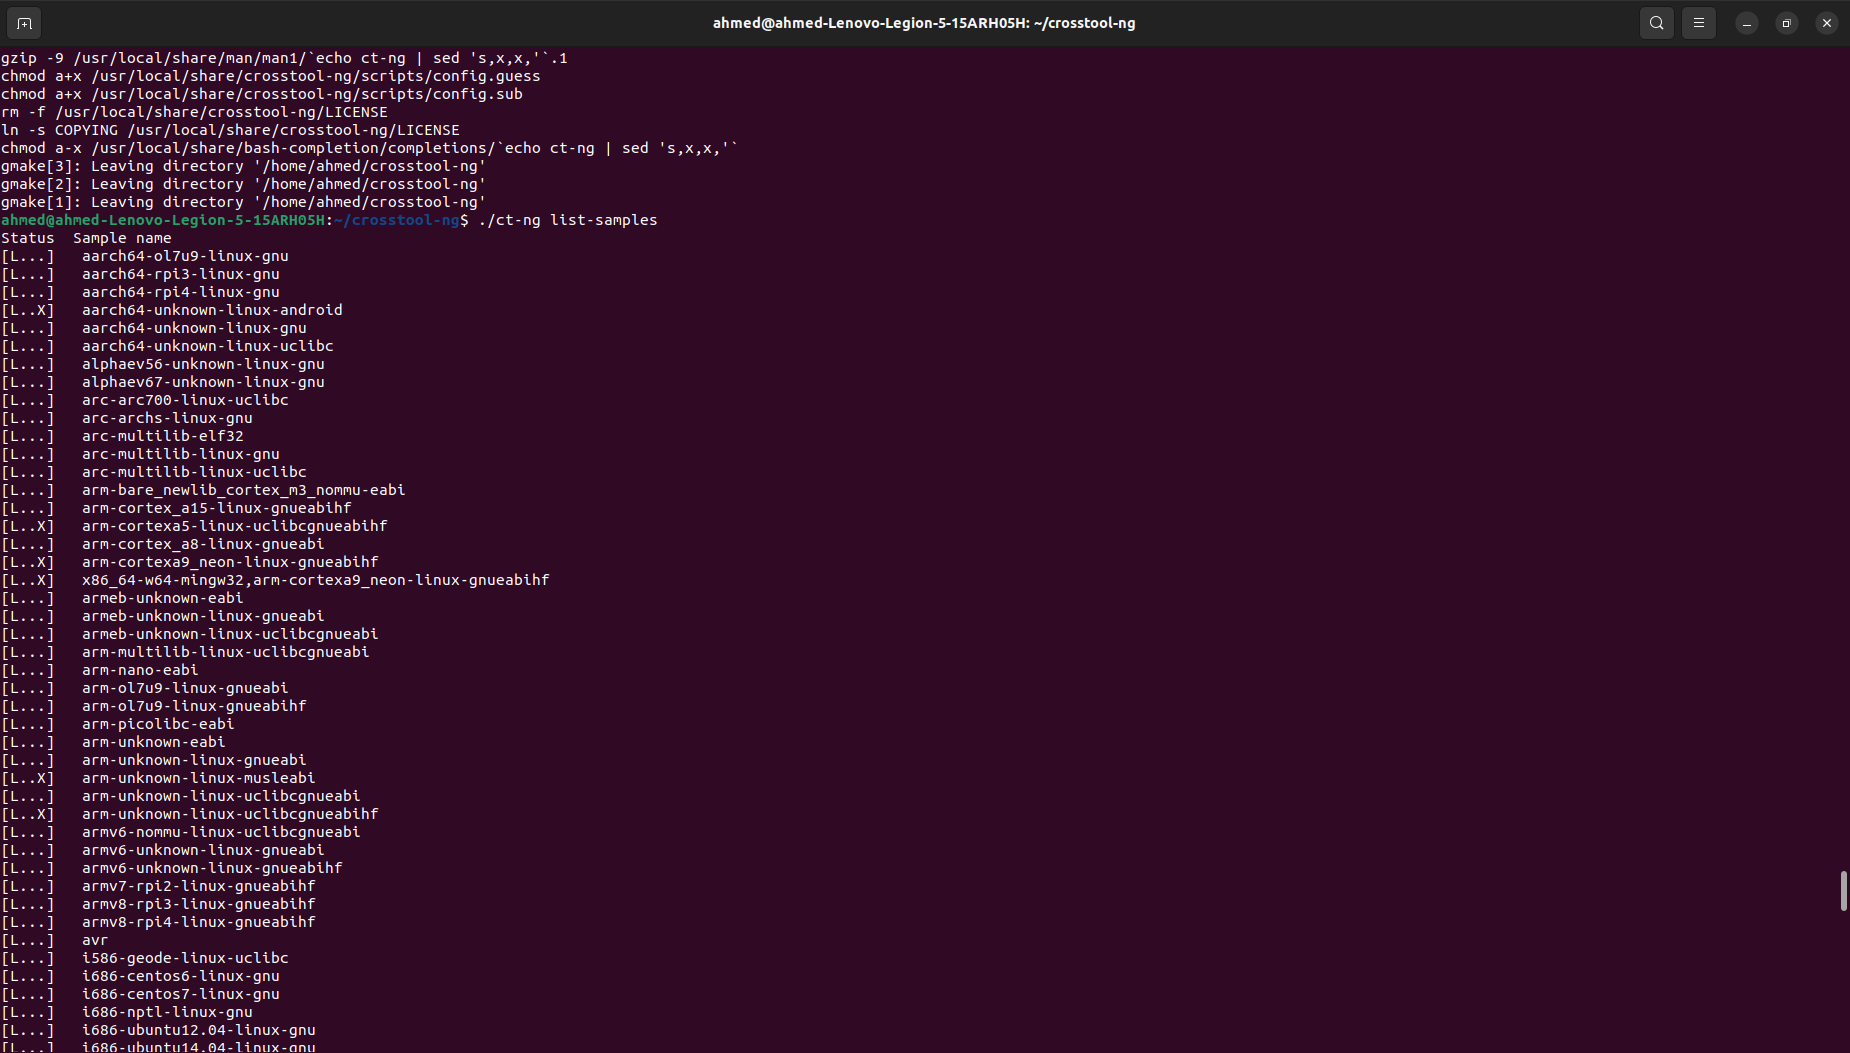 ahmed@ahmed-Lenovo-Legion-5-15ARH05H: ~/crosstool-ng
gzip -9 /usr/local/share/man/man1/`echo ct-ng | sed 's,x,x,'`.1
chmod a+x /usr/local/share/crosstool-ng/scripts/config.guess
chmod a+x /usr/local/share/crosstool-ng/scripts/config.sub
rm -f /usr/local/share/crosstool-ng/LICENSE
ln -s COPYING /usr/local/share/crosstool-ng/LICENSE
chmod a-x /usr/local/share/bash-completion/completions/`echo ct-ng | sed 's,x,x,'`
gmake[3]: Leaving directory '/home/ahmed/crosstool-ng'
gmake[2]: Leaving directory '/home/ahmed/crosstool-ng'
gmake[1]: Leaving directory '/home/ahmed/crosstool-ng'
ahmed@ahmed-Lenovo-Legion-5-15ARH05H:~/crosstool-ng$ ./ct-ng list-samples
Status  Sample name
[L...]   aarch64-ol7u9-linux-gnu
[L...]   aarch64-rpi3-linux-gnu
[L...]   aarch64-rpi4-linux-gnu
[L..X]   aarch64-unknown-linux-android
[L...]   aarch64-unknown-linux-gnu
[L...]   aarch64-unknown-linux-uclibc
[L...]   alphaev56-unknown-linux-gnu
[L...]   alphaev67-unknown-linux-gnu
[L...]   arc-arc700-linux-uclibc
[L...]   arc-archs-linux-gnu
[L...]   arc-multilib-elf32
[L...]   arc-multilib-linux-gnu
[L...]   arc-multilib-linux-uclibc
[L...]   arm-bare_newlib_cortex_m3_nommu-eabi
[L...]   arm-cortex_a15-linux-gnueabihf
[L..X]   arm-cortexa5-linux-uclibcgnueabihf
[L...]   arm-cortex_a8-linux-gnueabi
[L..X]   arm-cortexa9_neon-linux-gnueabihf
[L..X]   x86_64-w64-mingw32,arm-cortexa9_neon-linux-gnueabihf
[L...]   armeb-unknown-eabi
[L...]   armeb-unknown-linux-gnueabi
[L...]   armeb-unknown-linux-uclibcgnueabi
[L...]   arm-multilib-linux-uclibcgnueabi
[L...]   arm-nano-eabi
[L...]   arm-ol7u9-linux-gnueabi
[L...]   arm-ol7u9-linux-gnueabihf
[L...]   arm-picolibc-eabi
[L...]   arm-unknown-eabi
[L...]   arm-unknown-linux-gnueabi
[L..X]   arm-unknown-linux-musleabi
[L...]   arm-unknown-linux-uclibcgnueabi
[L..X]   arm-unknown-linux-uclibcgnueabihf
[L...]   armv6-nommu-linux-uclibcgnueabi
[L...]   armv6-unknown-linux-gnueabi
[L...]   armv6-unknown-linux-gnueabihf
[L...]   armv7-rpi2-linux-gnueabihf
[L...]   armv8-rpi3-linux-gnueabihf
[L...]   armv8-rpi4-linux-gnueabihf
[L...]   avr
[L...]   i586-geode-linux-uclibc
[L...]   i686-centos6-linux-gnu
[L...]   i686-centos7-linux-gnu
[L...]   i686-nptl-linux-gnu
[L...]   i686-ubuntu12.04-linux-gnu
[L...]   i686-ubuntu14.04-linux-gnu